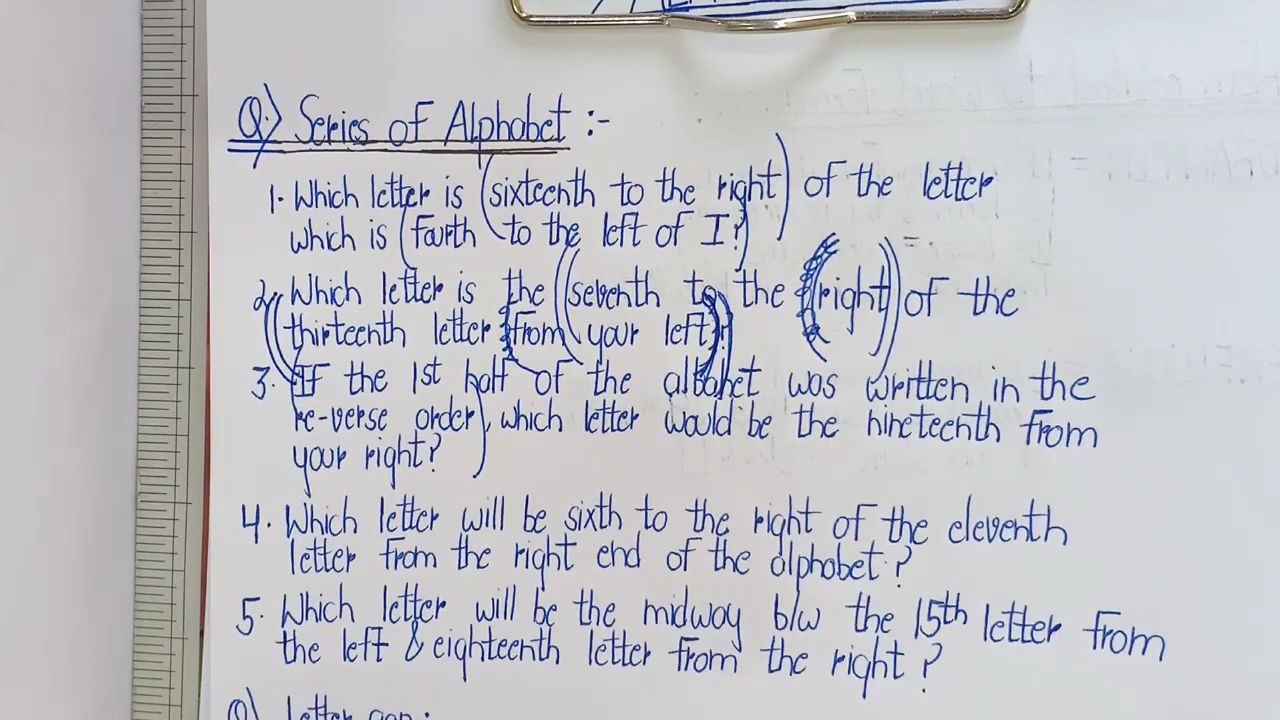 Q.) Series of Alphabet :-
1. Which letter is (sixteenth to the right) of the letter
which is (fourth to the left of I?)
2. Which letter is the (seventh to the (right) of the
thirteenth letter from your left)?
3. If the 1st half of the alphabet was written in the
re-verse order), which letter would be the nineteenth from
your right?
4. Which letter will be sixth to the right of the eleventh
letter from the right end of the alphabet?
5. Which letter will be the midway b/w the 15th letter from
the left & eighteenth letter from the right?
Q) letter gap: